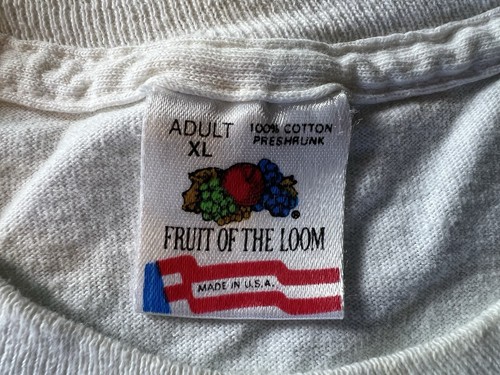 ADULT 100% COTTON
XL PRESHRUNK
®
FRUIT OF THE LOOM
MADE IN U.S.A.